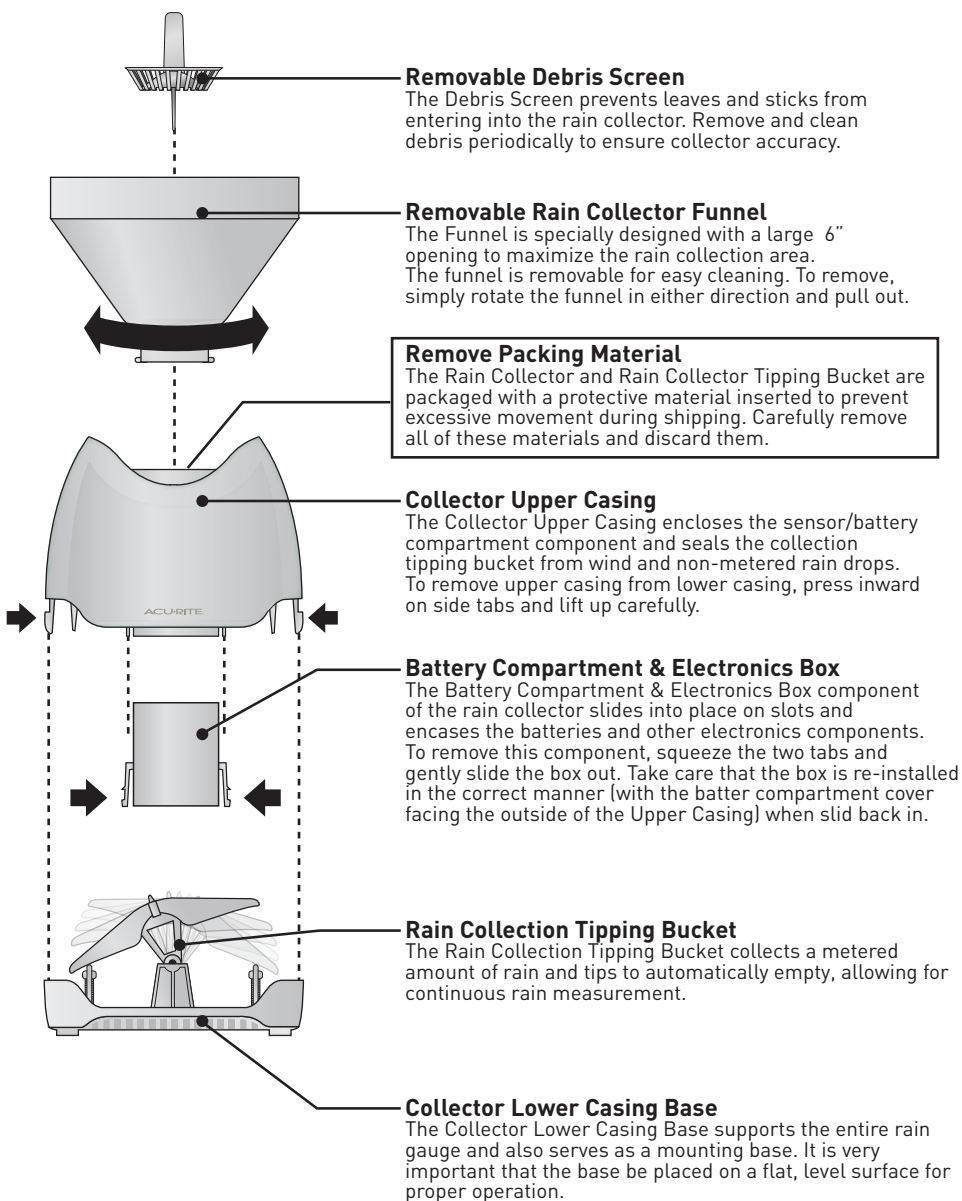 Removable Debris Screen
The Debris Screen prevents leaves and sticks from
entering into the rain collector. Remove and clean
debris periodically to ensure collector accuracy.
Removable Rain Collector Funnel
The Funnel is specially designed with a large 6"
opening to maximize the rain collection area.
The funnel is removable for easy cleaning. To remove,
simply rotate the funnel in either direction and pull out.
Remove Packing Material
The Rain Collector and Rain Collector Tipping Bucket are
packaged with a protective material inserted to prevent
excessive movement during shipping. Carefully remove
all of these materials and discard them.
Collector Upper Casing
The Collector Upper Casing encloses the sensor/battery
compartment component and seals the collection
tipping bucket from wind and non-metered rain drops.
To remove upper casing from lower casing, press inward
on side tabs and lift up carefully.
ACU•RITE
Battery Compartment & Electronics Box
The Battery Compartment & Electronics Box component
of the rain collector slides into place on slots and
encases the batteries and other electronics components.
To remove this component, squeeze the two tabs and
gently slide the box out. Take care that the box is re-installed
in the correct manner (with the batter compartment cover
facing the outside of the Upper Casing) when slid back in.
Rain Collection Tipping Bucket
The Rain Collection Tipping Bucket collects a metered
amount of rain and tips to automatically empty, allowing for
continuous rain measurement.
Collector Lower Casing Base
The Collector Lower Casing Base supports the entire rain
gauge and also serves as a mounting base. It is very
important that the base be placed on a flat, level surface for
proper operation.